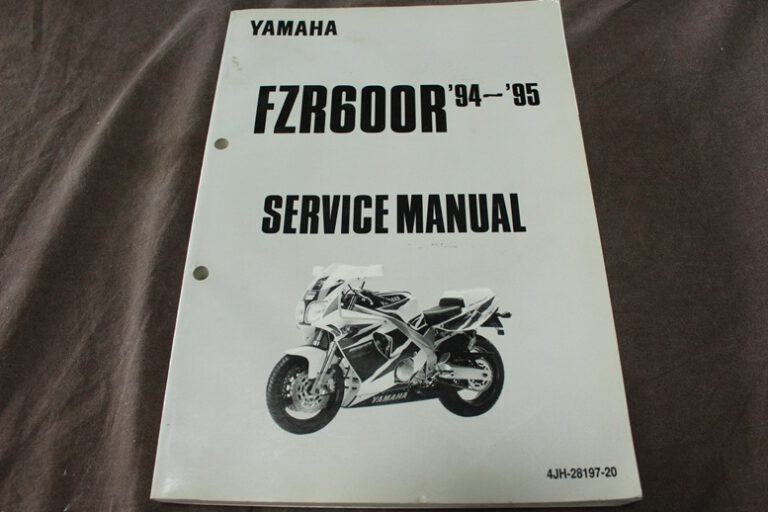 YAMAHA
FZR600R '94–'95
SERVICE MANUAL
YAMAHA
4JH-28197-20